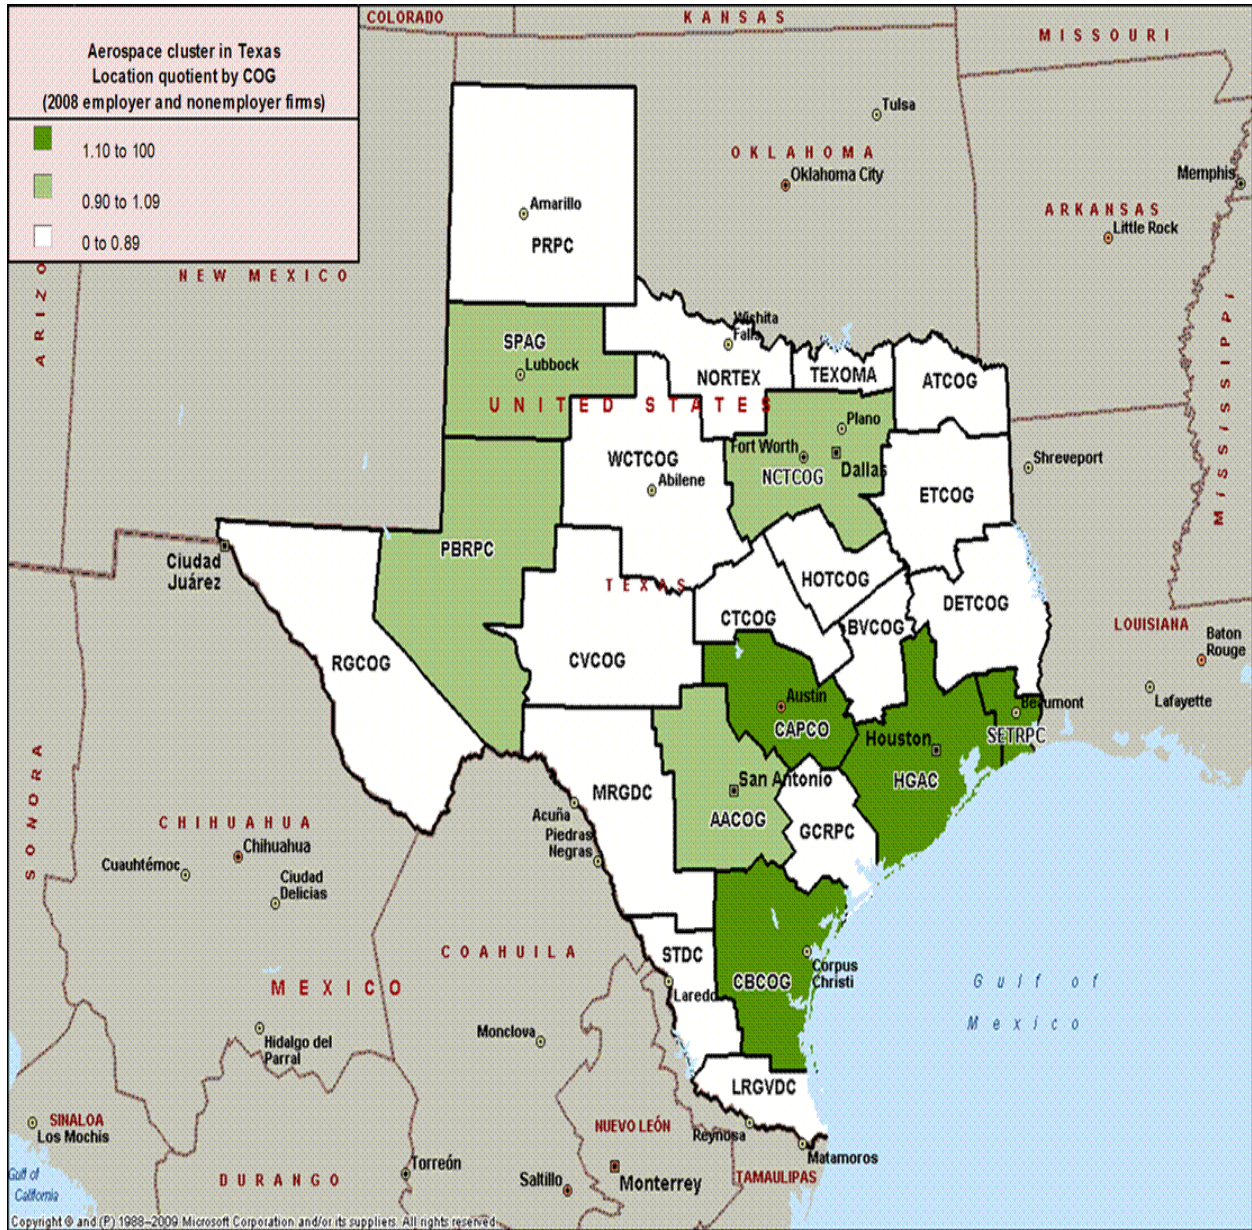 Aerospace cluster in Texas
Location quotient by COG
(2008 employer and nonemployer firms)
1.10 to 100
0.90 to 1.09
0 to 0.89
COLORADO
KANSAS
MISSOURI
Tulsa
OKLAHOMA
Oklahoma City
Memphis
ARKANSAS
Little Rock
Amarillo
PRPC
NEW MEXICO
ARIZO
MISSISSIPPI
Wichita
Falls
SPAG
Lubbock
NORTEX
TEXOMA
ATCOG
UNITED STATES
Plano
Fort Worth
Dallas
NCTCOG
WCTCOG
Abilene
Shreveport
ETCOG
PBRPC
Ciudad
Juárez
TEXAS
HOTCOG
DETCOG
CTCOG
BVCOG
LOUISIANA
Baton
Rouge
RGCOG
CVCOG
Lafayette
Austin
CAPCO
Beaumont
SETRPC
Houston
HGAC
SONORA
MRGDC
San Antonio
AACOG
GCRPC
Acuña
Piedras
Negras
CHIHUAHUA
Chihuahua
Cuauhtémoc
Ciudad
Delicias
COAHUILA
STDC
Laredo
CBCOG
Corpus
Christi
Gulf of
Mexico
MEXICO
Hidalgo del
Parral
Monclova
LRGVDC
SINALOA
Los Mochis
NUEVO LEÓN
Reynosa
Matamoros
Gulf of
California
DURANGO
Torreón
Saltillo
Monterrey
TAMAULIPAS
Copyright © and (P) 1988–2009 Microsoft Corporation and/or its suppliers. All rights reserved.